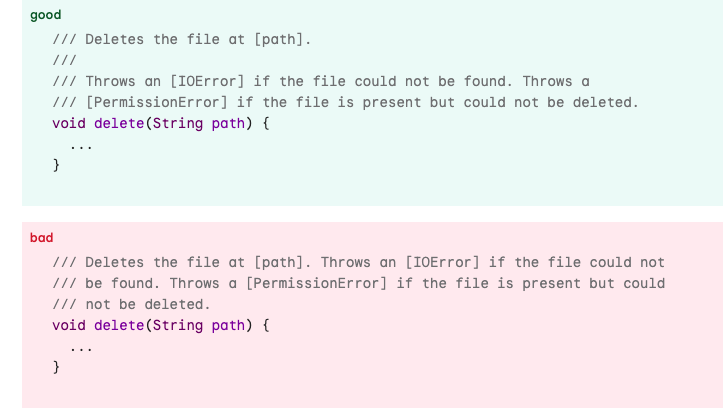 good
/// Deletes the file at [path].
///
/// Throws an [IOError] if the file could not be found. Throws a
/// [PermissionError] if the file is present but could not be deleted.
void delete(String path) {
...
}
bad
/// Deletes the file at [path]. Throws an [IOError] if the file could not
/// be found. Throws a [PermissionError] if the file is present but could
/// not be deleted.
void delete(String path) {
...
}